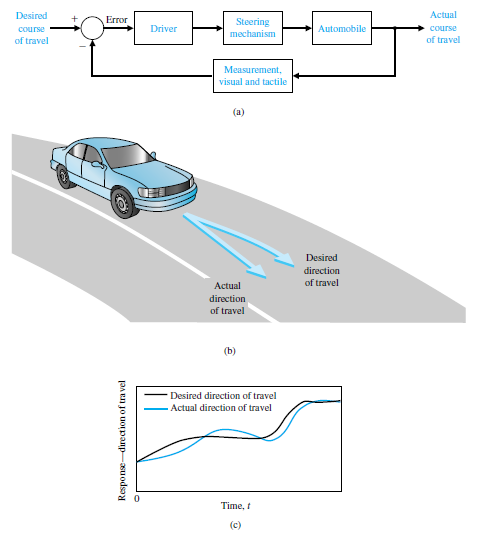 Desired
course
of travel
+
−
Error
Driver
Steering
mechanism
Automobile
Actual
course
of travel
Measurement,
visual and tactile
(a)
Desired
direction
of travel
Actual
direction
of travel
(b)
Response—direction of travel
Desired direction of travel
Actual direction of travel
0
Time, t
(c)